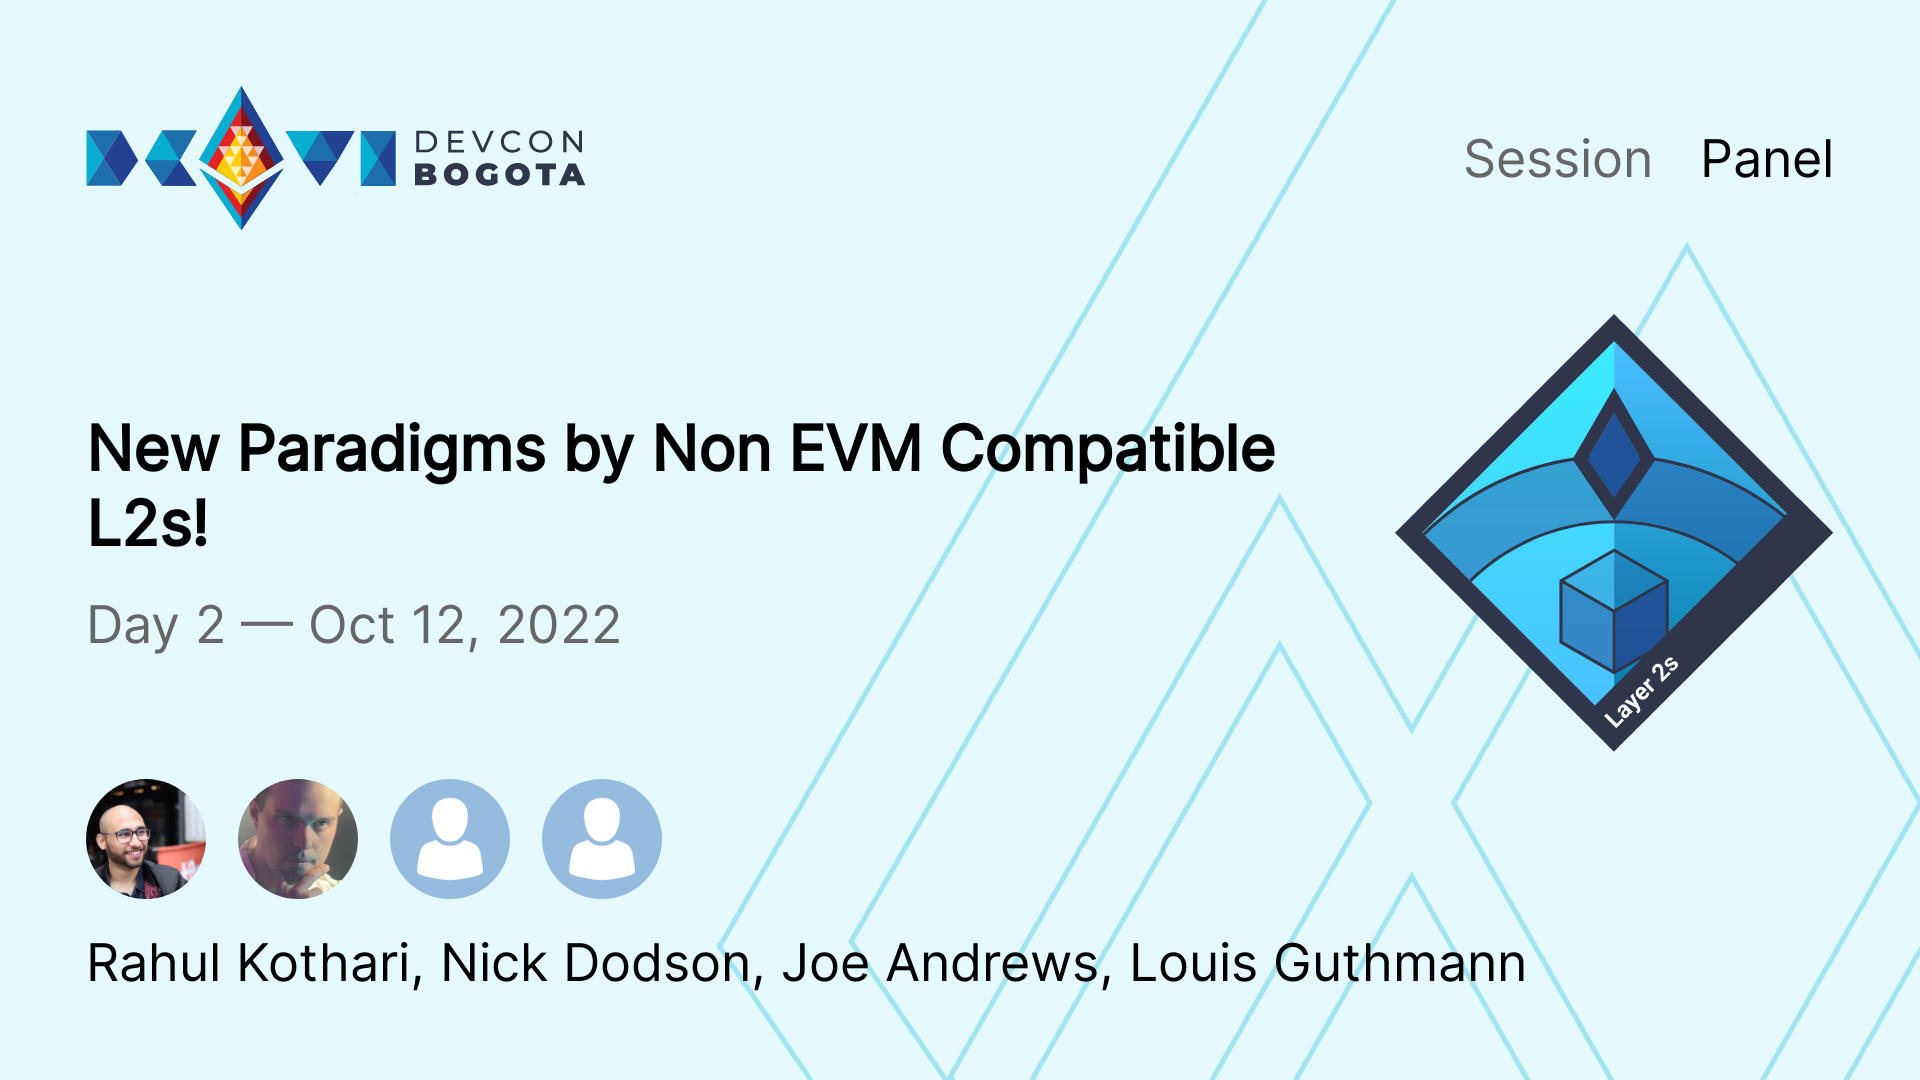 DEVCON
BOGOTA
Session Panel
New Paradigms by Non EVM Compatible
L2s!
Day 2 — Oct 12, 2022
Layer 2s
Rahul Kothari, Nick Dodson, Joe Andrews, Louis Guthmann